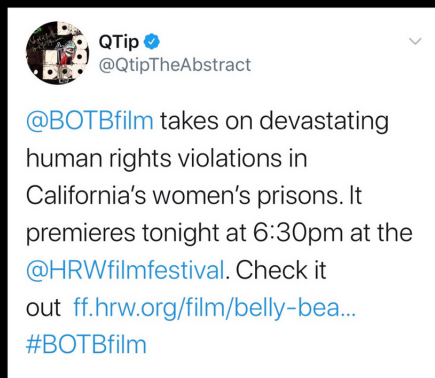 QTip
@QtipTheAbstract
@BOTBfilm takes on devastating
human rights violations in
California's women's prisons. It
premieres tonight at 6:30pm at the
@HRWfilmfestival. Check it
out ff.hrw.org/film/belly-bea...
#BOTBfilm